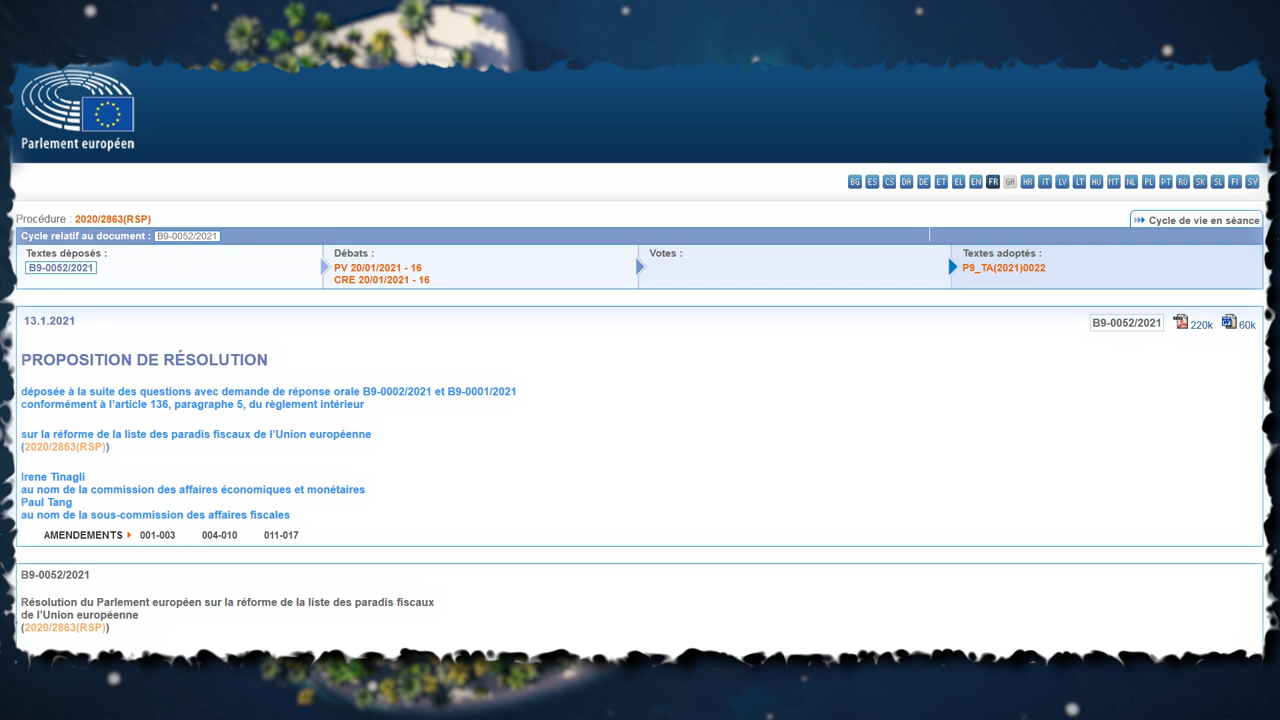 Parlement européen
BG ES CS DA DE ET EL EN FR GA HR IT LV LT HU MT NL PL PT RO SK SL FI SV
Procédure : 2020/2863(RSP)
Cycle de vie en séance
Cycle relatif au document : B9-0052/2021
Textes déposés :
B9-0052/2021
Débats :
PV 20/01/2021 - 16
CRE 20/01/2021 - 16
Votes :
Textes adoptés :
P9_TA(2021)0022
13.1.2021
B9-0052/2021 220k 60k
PROPOSITION DE RÉSOLUTION
déposée à la suite des questions avec demande de réponse orale B9-0002/2021 et B9-0001/2021
conformément à l'article 136, paragraphe 5, du règlement intérieur
sur la réforme de la liste des paradis fiscaux de l'Union européenne
(2020/2863(RSP))
Irene Tinagli
au nom de la commission des affaires économiques et monétaires
Paul Tang
au nom de la sous-commission des affaires fiscales
AMENDEMENTS 001-003 004-010 011-017
B9-0052/2021
Résolution du Parlement européen sur la réforme de la liste des paradis fiscaux
de l'Union européenne
(2020/2863(RSP))